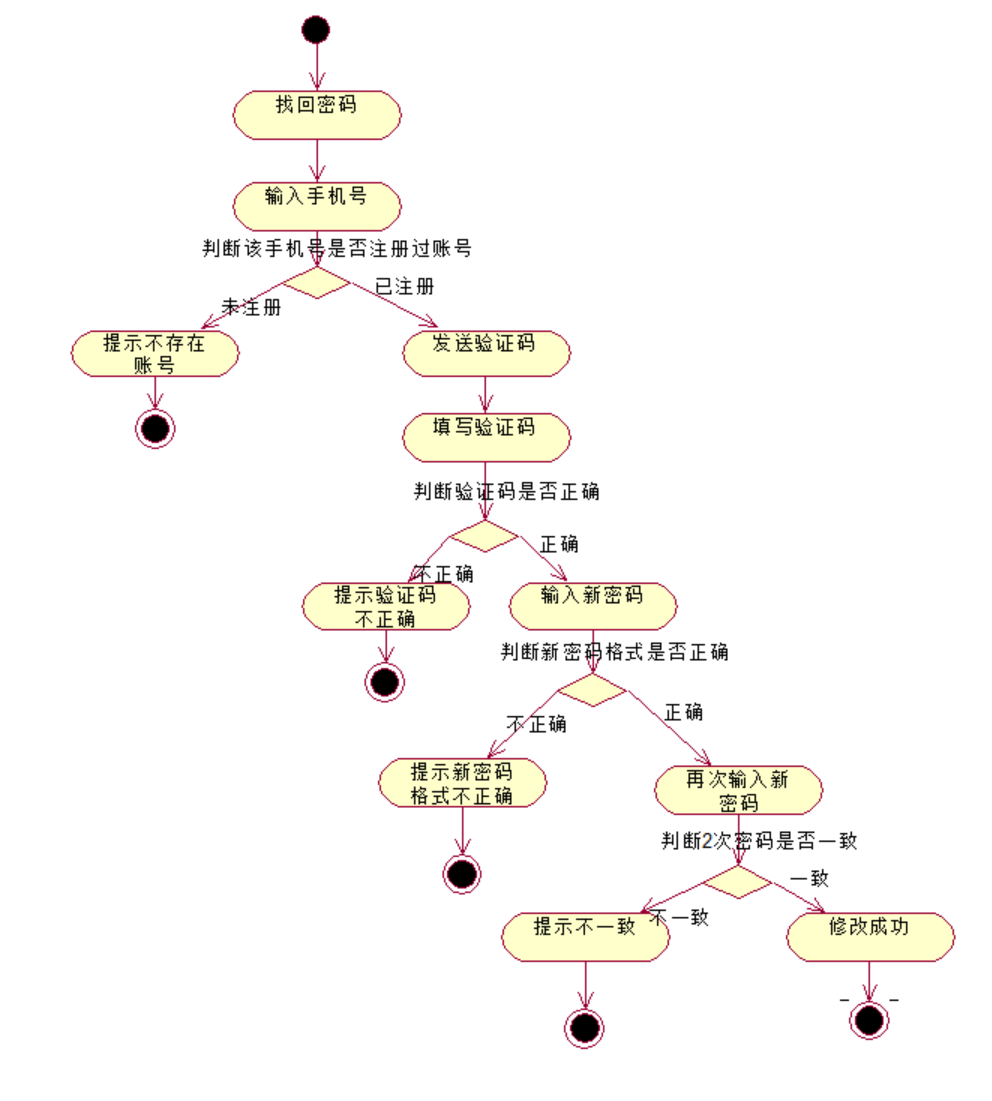 找回密码
输入手机号
判断该手机号是否注册过账号
已注册
未注册
提示不存在
账号
发送验证码
填写验证码
判断验证码是否正确
正确
不正确
提示验证码
不正确
输入新密码
判断新密码格式是否正确
正确
不正确
提示新密码
格式不正确
再次输入新
密码
判断2次密码是否一致
一致
不一致
提示不一致
修改成功